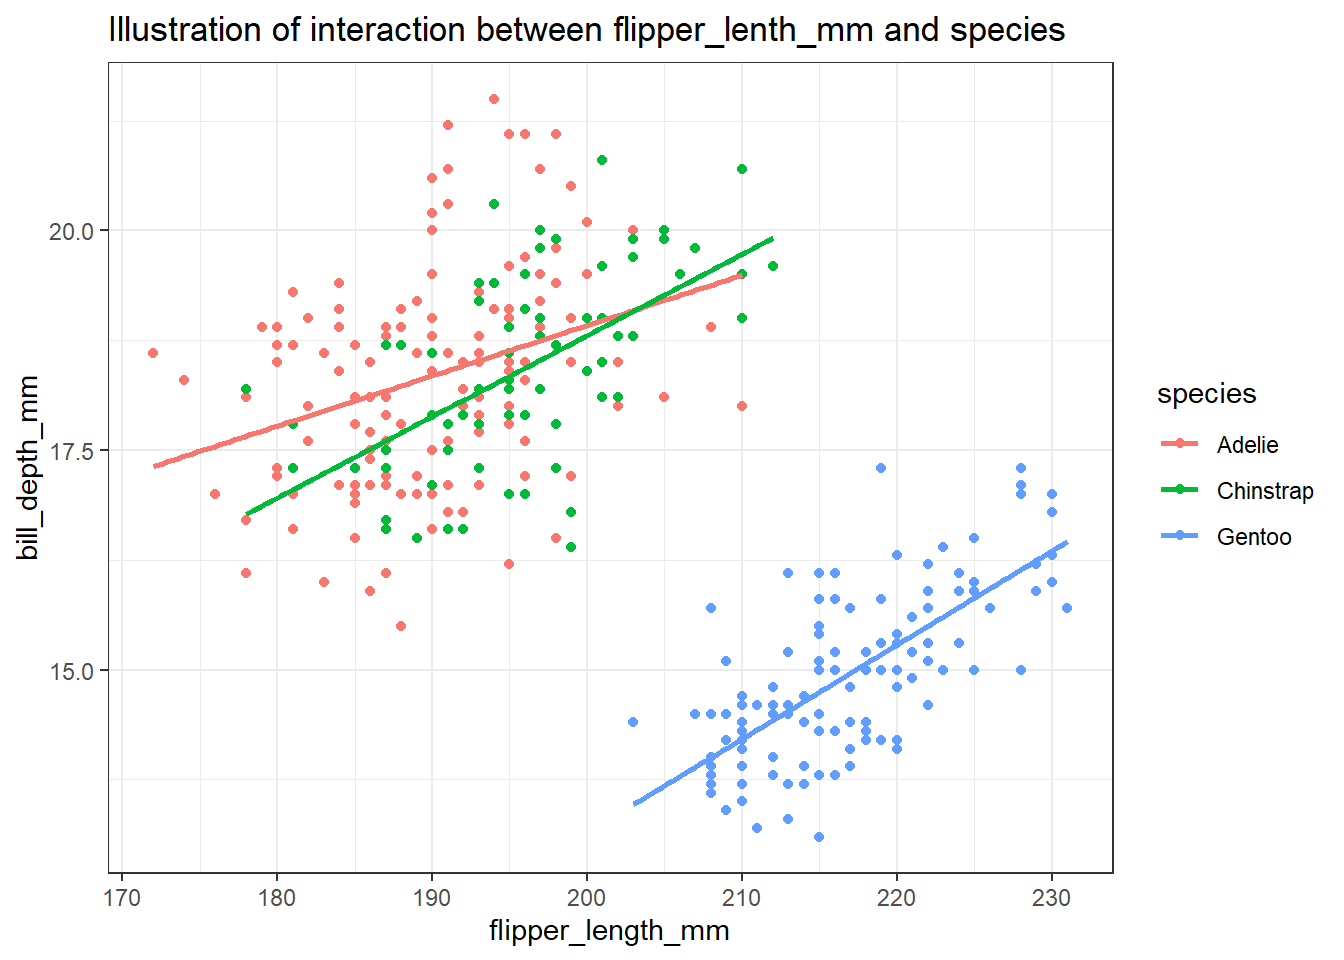 Illustration of interaction between flipper_lenth_mm and species
20.0
17.5
15.0
bill_depth_mm
170 180 190 200 210 220 230
flipper_length_mm
species
Adelie
Chinstrap
Gentoo